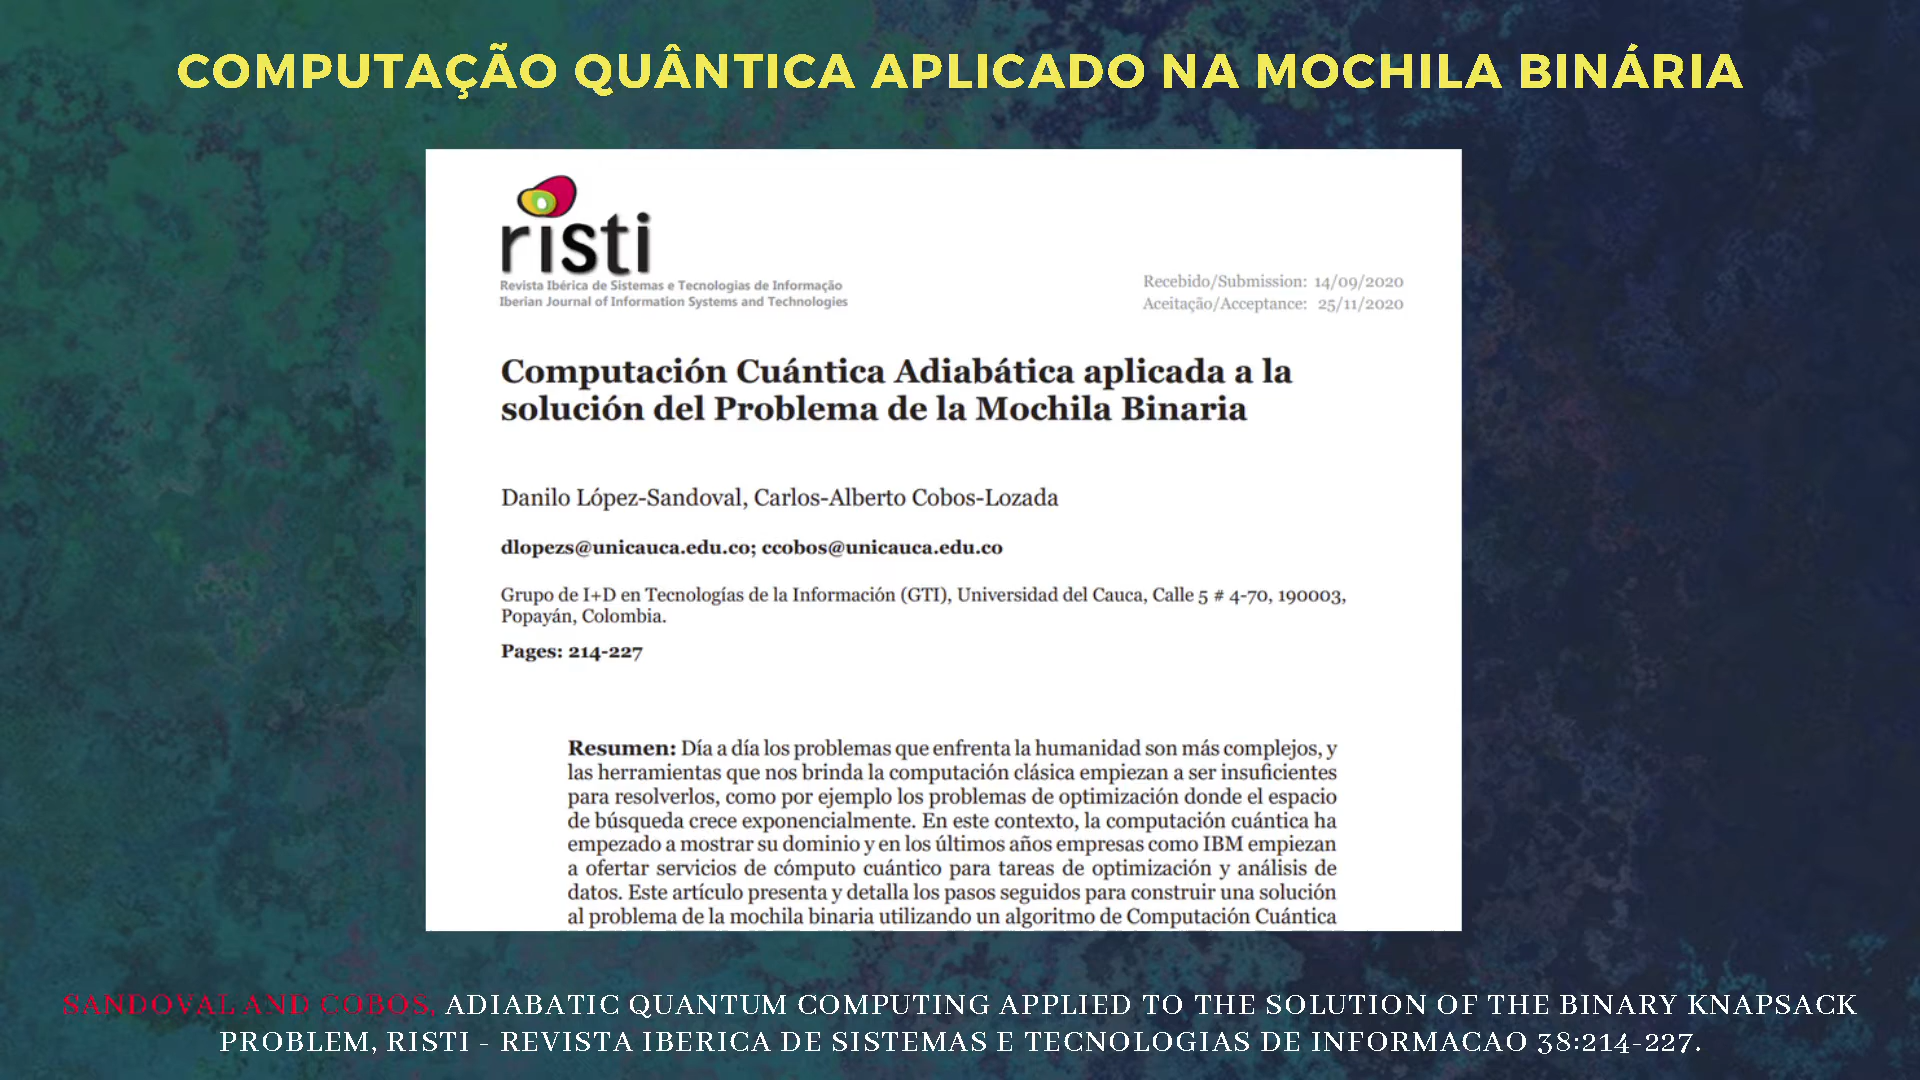 COMPUTAÇÃO QUÂNTICA APLICADO NA MOCHILA BINÁRIA
risti
Revista Ibérica de Sistemas e Tecnologias de Informação
Iberian Journal of Information Systems and Technologies
Recebido/Submission: 14/09/2020
Aceitação/Acceptance: 25/11/2020
Computación Cuántica Adiabática aplicada a la
solución del Problema de la Mochila Binaria
Danilo López-Sandoval, Carlos-Alberto Cobos-Lozada
dlopezs@unicauca.edu.co; ccobos@unicauca.edu.co
Grupo de I+D en Tecnologías de la Información (GTI), Universidad del Cauca, Calle 5 # 4-70, 190003,
Popayán, Colombia.
Pages: 214-227
Resumen: Día a día los problemas que enfrenta la humanidad son más complejos, y
las herramientas que nos brinda la computación clásica empiezan a ser insuficientes
para resolverlos, como por ejemplo los problemas de optimización donde el espacio
de búsqueda crece exponencialmente. En este contexto, la computación cuántica ha
empezado a mostrar su dominio y en los últimos años empresas como IBM empiezan
a ofertar servicios de cómputo cuántico para tareas de optimización y análisis de
datos. Este artículo presenta y detalla los pasos seguidos para construir una solución
al problema de la mochila binaria utilizando un algoritmo de Computación Cuántica
SANDOVAL AND COBOS, ADIABATIC QUANTUM COMPUTING APPLIED TO THE SOLUTION OF THE BINARY KNAPSACK
PROBLEM, RISTI - REVISTA IBERICA DE SISTEMAS E TECNOLOGIAS DE INFORMACAO 38:214-227.